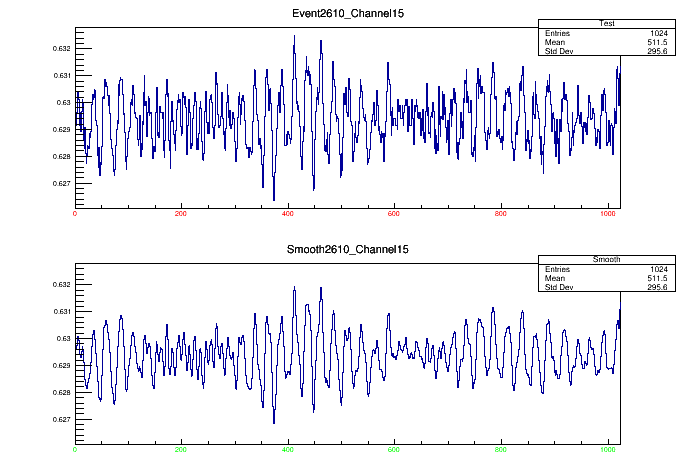 Event2610_Channel15
Test
Entries 1024
Mean 511.5
Std Dev 295.6
0.632
0.631
0.63
0.629
0.628
0.627
0 200 400 600 800 1000
Smooth2610_Channel15
Smooth
Entries 1024
Mean 511.5
Std Dev 295.6
0.632
0.631
0.63
0.629
0.628
0.627
0 200 400 600 800 1000